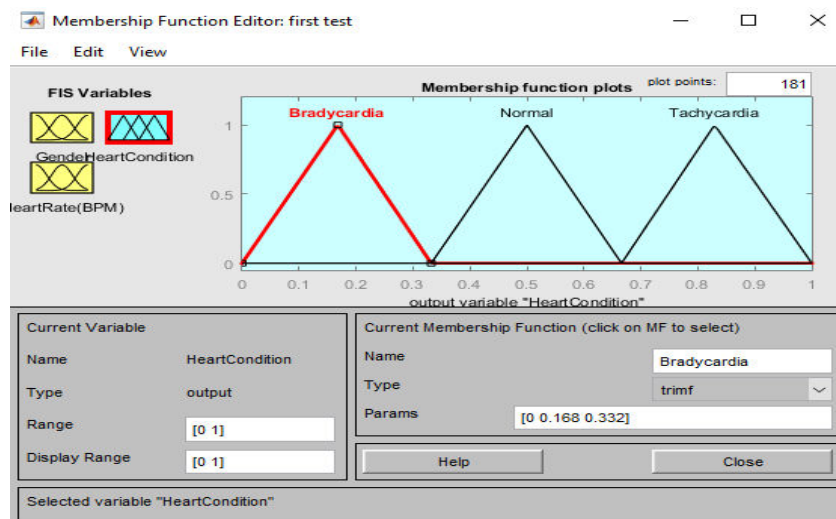 Membership Function Editor: first test
File Edit View
FIS Variables
Membership function plots
plot points:
181
Bradycardia Normal Tachycardia
HeartCondition
eartRate(BPM)
1
0.5
0
0 0.1 0.2 0.3 0.4 0.5 0.6 0.7 0.8 0.9 1
output variable "HeartCondition"
Current Variable
Name HeartCondition
Type output
Range [0 1]
Display Range [0 1]
Current Membership Function (click on MF to select)
Name Bradycardia
Type trimf
Params [0 0.168 0.332]
Help Close
Selected variable "HeartCondition"